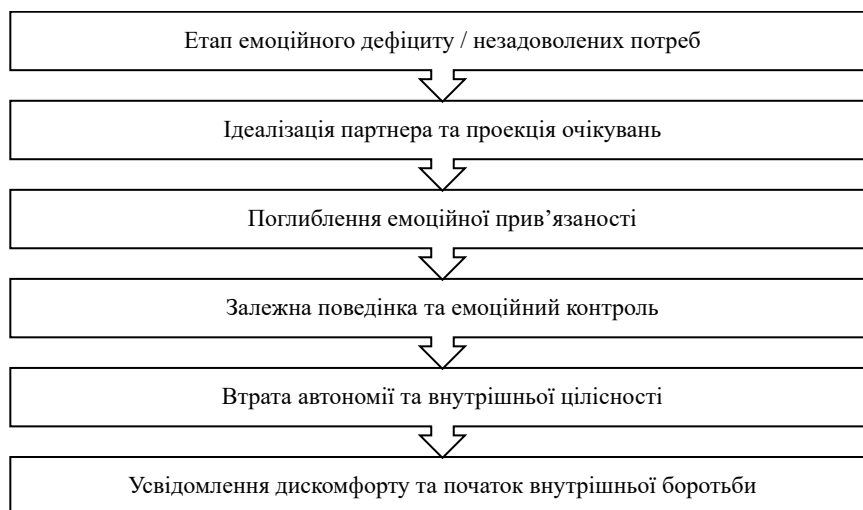 Етап емоційного дефіциту / незадоволених потреб
Ідеалізація партнера та проекція очікувань
Поглиблення емоційної прив’язаності
Залежна поведінка та емоційний контроль
Втрата автономії та внутрішньої цілісності
Усвідомлення дискомфорту та початок внутрішньої боротьби